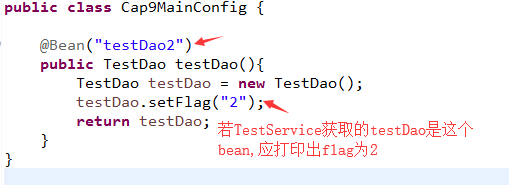 public class Cap9MainConfig {
@Bean("testDao2")
public TestDao testDao(){
TestDao testDao = new TestDao();
testDao.setFlag("2");
return testDao;
若TestService获取的testDao是这个
bean,应打印出flag为2
}
}